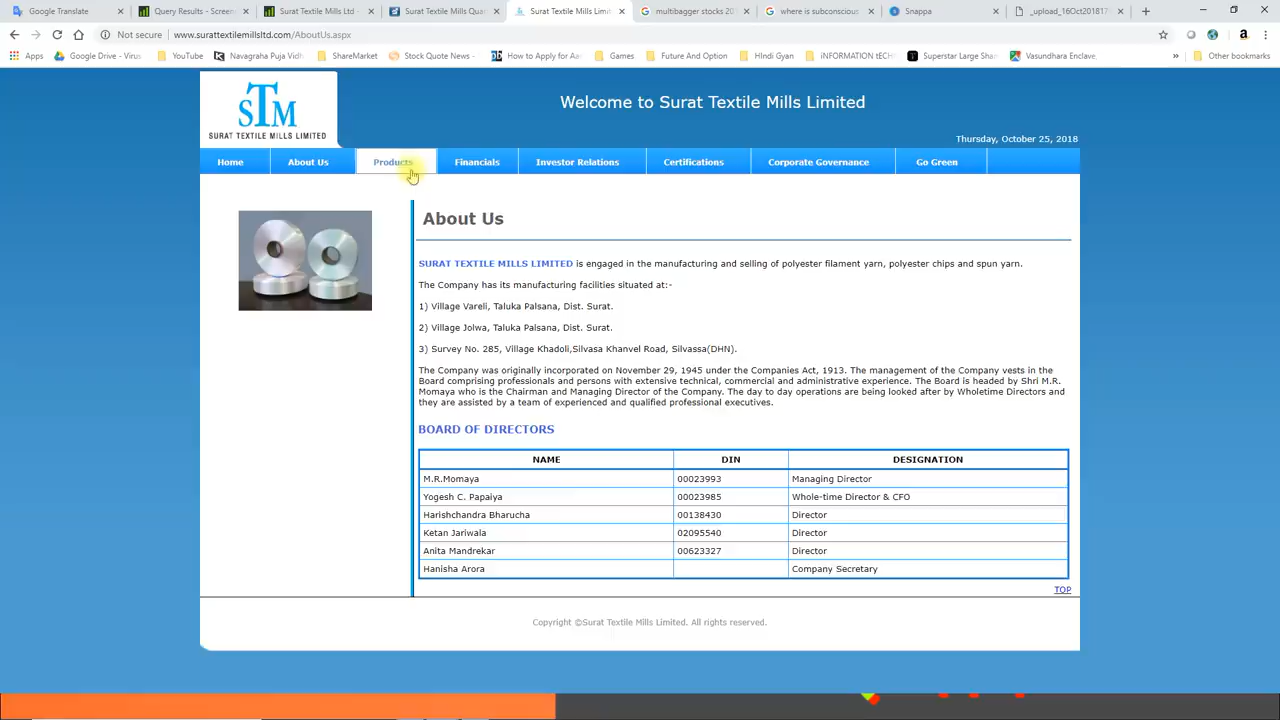 Google Translate
Query Results - Screen
Surat Textile Mills Ltd -
Surat Textile Mills Quar
Surat Textile Mills Limit
multibagger stocks 201
where is subconscious
Snappa
_upload_16Oct201817
Not secure
www.surattextilemillsltd.com/AboutUs.aspx
Apps
Google Drive - Virus
YouTube
Navagraha Puja Vidh
ShareMarket
Stock Quote News -
How to Apply for Aa
Games
Future And Option
HIndi Gyan
iNFORMATION tECH
Superstar Large Shar
Vasundhara Enclave,
»
Other bookmarks
STM
SURAT TEXTILE MILLS LIMITED
Welcome to Surat Textile Mills Limited
Thursday, October 25, 2018
Home About Us Products Financials Investor Relations Certifications Corporate Governance Go Green
About Us
SURAT TEXTILE MILLS LIMITED is engaged in the manufacturing and selling of polyester filament yarn, polyester chips and spun yarn.
The Company has its manufacturing facilities situated at:-
1) Village Vareli, Taluka Palsana, Dist. Surat.
2) Village Jolwa, Taluka Palsana, Dist. Surat.
3) Survey No. 285, Village Khadoli,Silvasa Khanvel Road, Silvassa(DHN).
The Company was originally incorporated on November 29, 1945 under the Companies Act, 1913. The management of the Company vests in the
Board comprising professionals and persons with extensive technical, commercial and administrative experience. The Board is headed by Shri M.R.
Momaya who is the Chairman and Managing Director of the Company. The day to day operations are being looked after by Wholetime Directors and
they are assisted by a team of experienced and qualified professional executives.
BOARD OF DIRECTORS
NAME DIN DESIGNATION
M.R.Momaya 00023993 Managing Director
Yogesh C. Papaiya 00023985 Whole-time Director & CFO
Harishchandra Bharucha 00138430 Director
Ketan Jariwala 02095540 Director
Anita Mandrekar 00623327 Director
Hanisha Arora Company Secretary
TOP
Copyright ©Surat Textile Mills Limited. All rights reserved.